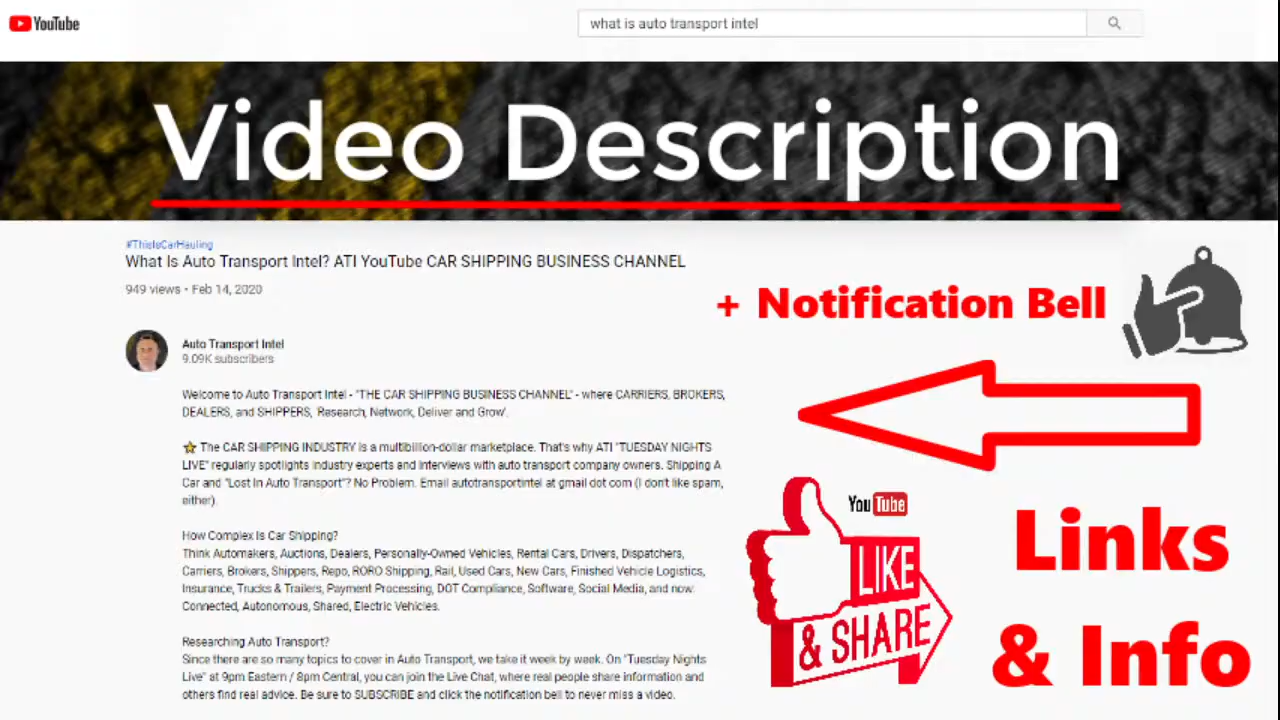 YouTube
what is auto transport intel
Video Description
#ThisIsCarHauling
What Is Auto Transport Intel? ATI YouTube CAR SHIPPING BUSINESS CHANNEL
949 views • Feb 14, 2020
+ Notification Bell
Auto Transport Intel
9.09K subscribers
Welcome to Auto Transport Intel - "THE CAR SHIPPING BUSINESS CHANNEL" - where CARRIERS, BROKERS,
DEALERS, and SHIPPERS, 'Research, Network, Deliver and Grow'.
⭐ The CAR SHIPPING INDUSTRY is a multibillion-dollar marketplace. That's why ATI "TUESDAY NIGHTS
LIVE" regularly spotlights industry experts and interviews with auto transport company owners. Shipping A
Car and "Lost In Auto Transport"? No Problem. Email autotransportintel at gmail dot com (I don't like spam,
either).
How Complex Is Car Shipping?
Think Automakers, Auctions, Dealers, Personally-Owned Vehicles, Rental Cars, Drivers, Dispatchers,
Carriers, Brokers, Shippers, Repo, RORO Shipping, Rail, Used Cars, New Cars, Finished Vehicle Logistics,
Insurance, Trucks & Trailers, Payment Processing, DOT Compliance, Software, Social Media, and now
Connected, Autonomous, Shared, Electric Vehicles.
Researching Auto Transport?
Since there are so many topics to cover in Auto Transport, we take it week by week. On "Tuesday Nights
Live" at 9pm Eastern / 8pm Central, you can join the Live Chat, where real people share information and
others find real advice. Be sure to SUBSCRIBE and click the notification bell to never miss a video.
YouTube
LIKE
& SHARE
Links
& Info